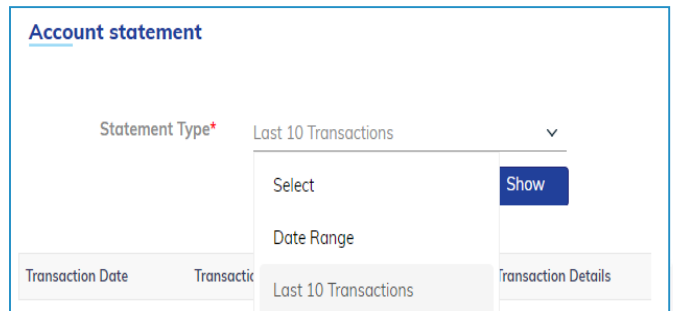 Account statement
Statement Type* Last 10 Transactions
Select Show
Date Range
Transaction Date Transaction Details
Last 10 Transactions